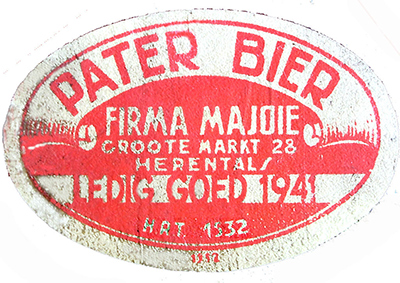 PATER BIER
FIRMA MAJOIE
GROOTE MARKT 28
HERENTALS
LEDIG GOED 1941
H.R.T. 1332